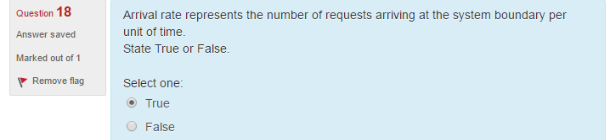 Question 18
Answer saved
Marked out of 1
Remove flag
Arrival rate represents the number of requests arriving at the system boundary per
unit of time.
State True or False.
Select one:
True
False